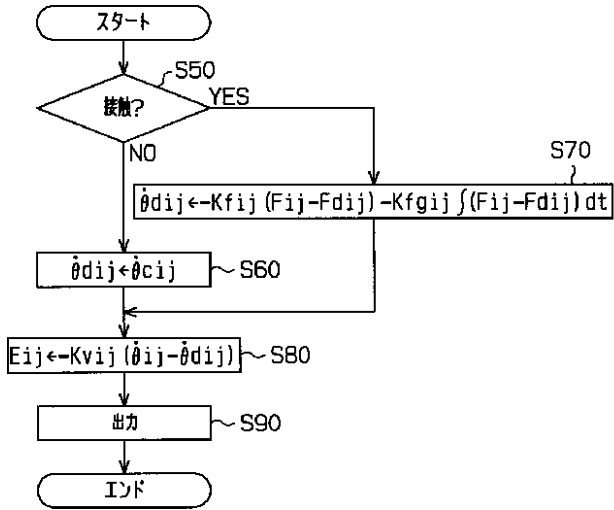 スタート
S50
接触?
YES
NO
S70
θ̇dij←-Kfij(Fij-Fdij)-Kfgij∫(Fij-Fdij)dt
θ̇dij←θ̇cij
S60
Eij←-Kvij(θ̇ij-θ̇dij)
S80
出力
S90
エンド